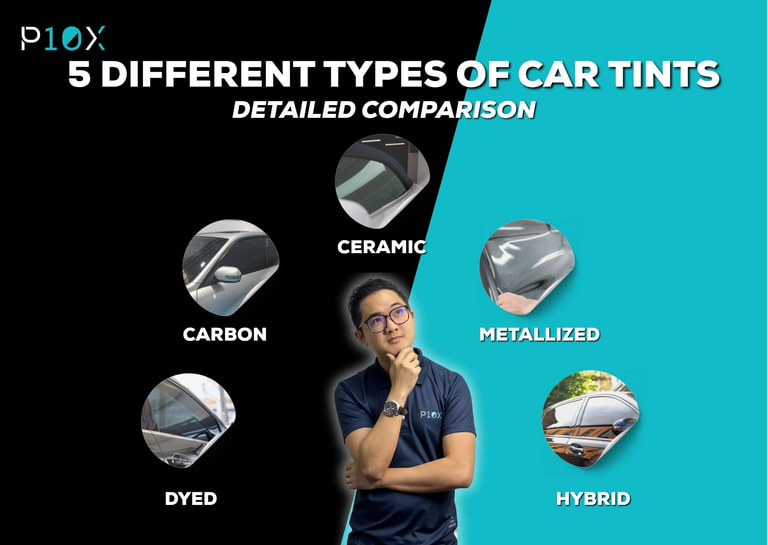 P10X
5 DIFFERENT TYPES OF CAR TINTS
DETAILED COMPARISON
CERAMIC
CARBON
METALLIZED
P10X
DYED
HYBRID